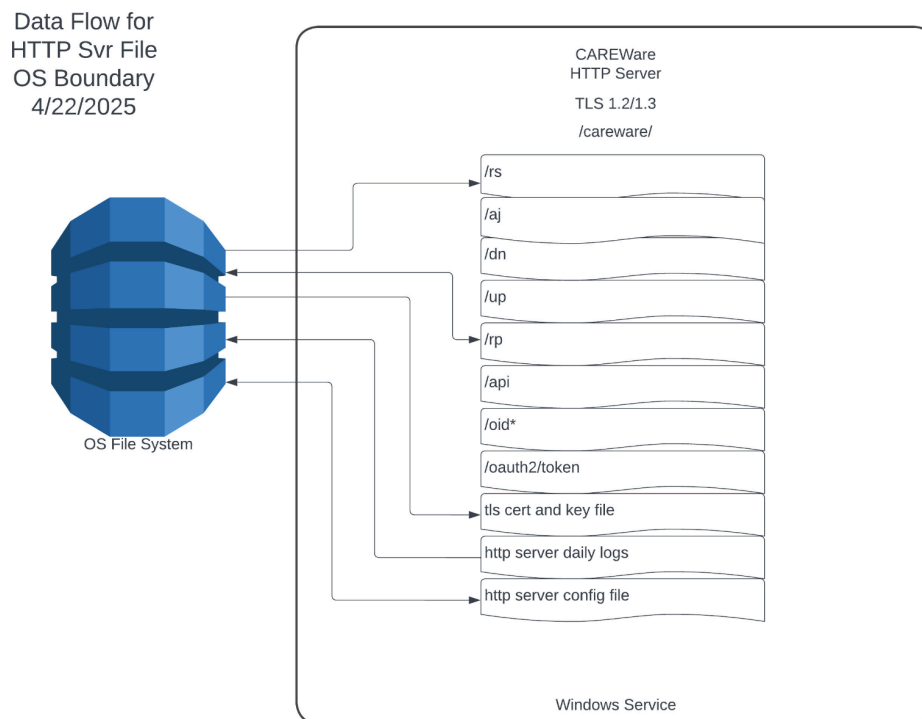 Data Flow for
HTTP Svr File
OS Boundary
4/22/2025
CAREWare
HTTP Server
TLS 1.2/1.3
/careware/
/rs
/aj
/dn
/up
/rp
/api
/oid*
/oauth2/token
tls cert and key file
http server daily logs
http server config file
OS File System
Windows Service